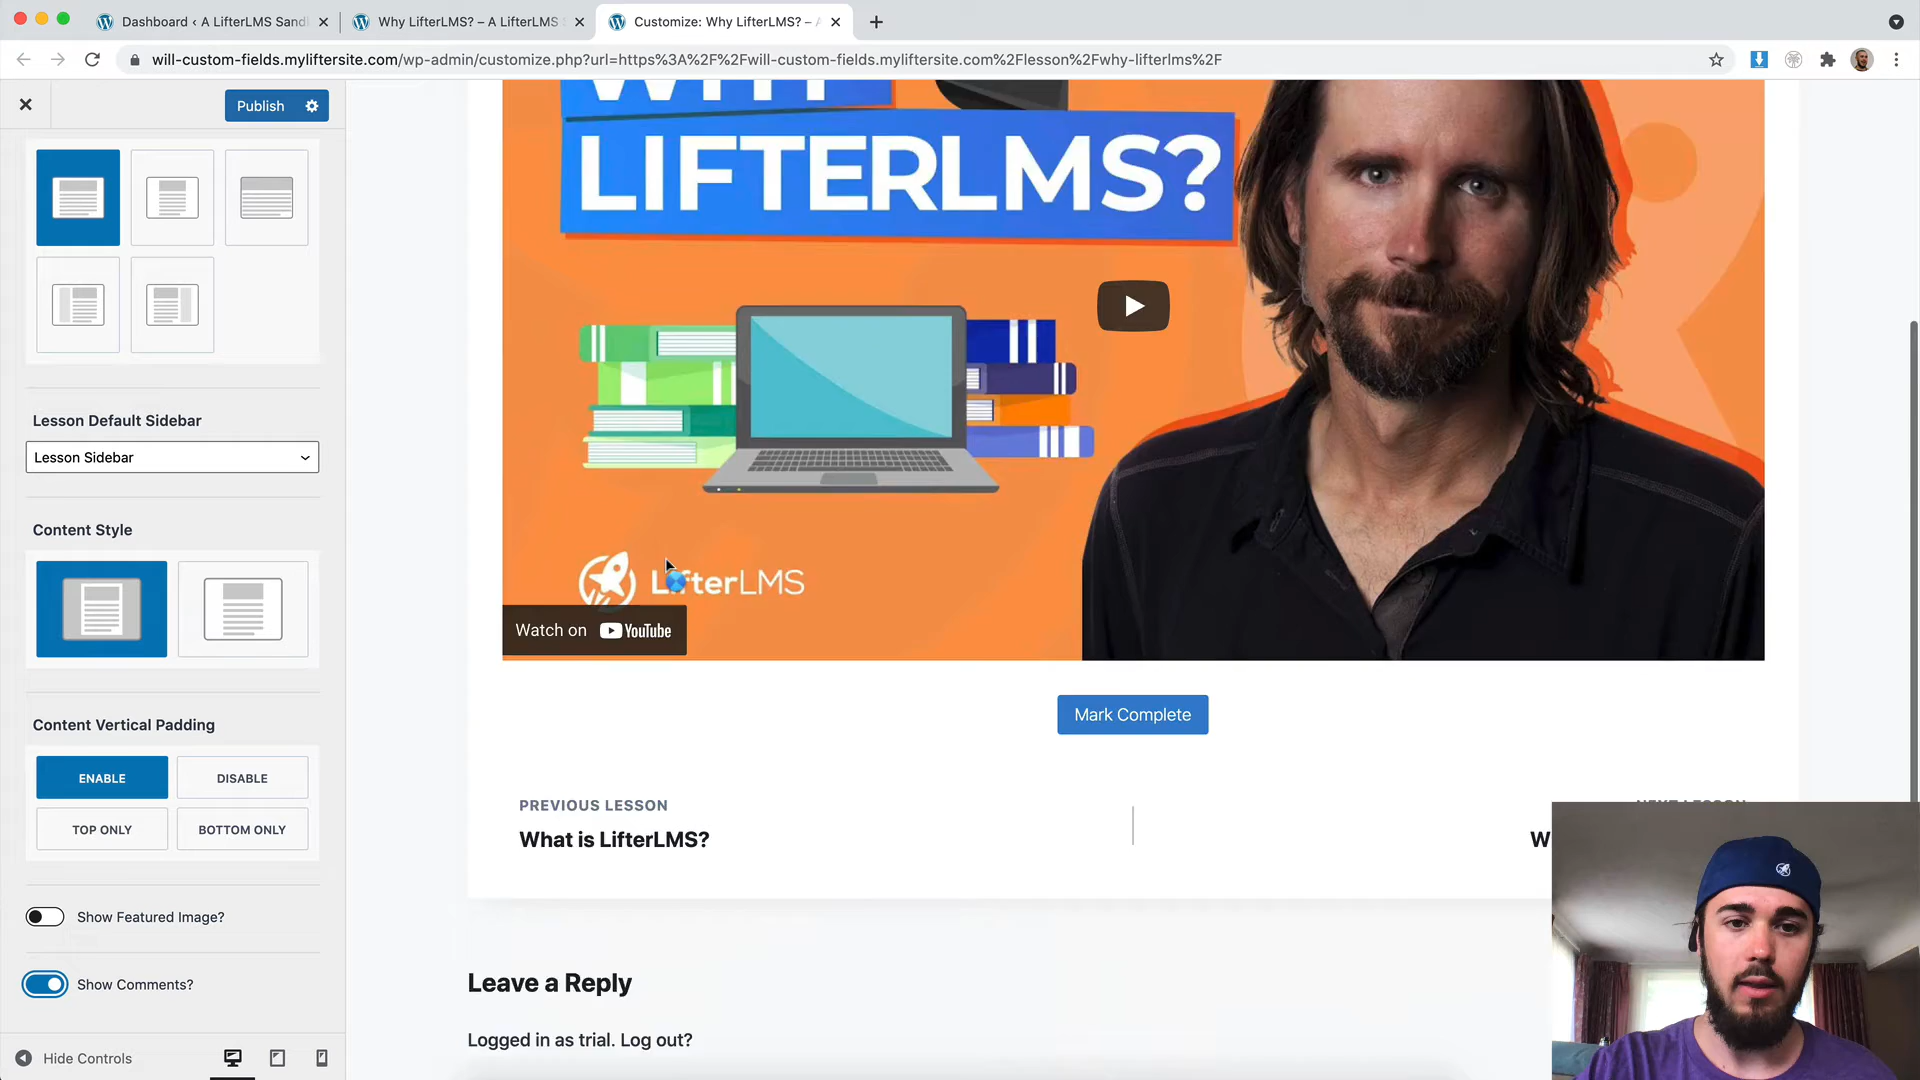 Dashboard ‹ A LifterLMS Sand
Why LifterLMS? – A LifterLMS
Customize: Why LifterLMS? –
will-custom-fields.myliftersite.com/wp-admin/customize.php?url=https%3A%2F%2Fwill-custom-fields.myliftersite.com%2Flesson%2Fwhy-lifterlms%2F
Publish
WHY
LIFTERLMS?
LifterLMS
Watch on YouTube
Lesson Default Sidebar
Lesson Sidebar
Content Style
Content Vertical Padding
ENABLE
DISABLE
TOP ONLY
BOTTOM ONLY
Show Featured Image?
Show Comments?
Hide Controls
Mark Complete
PREVIOUS LESSON
NEXT LESSON
What is LifterLMS?
W
Leave a Reply
Logged in as trial. Log out?